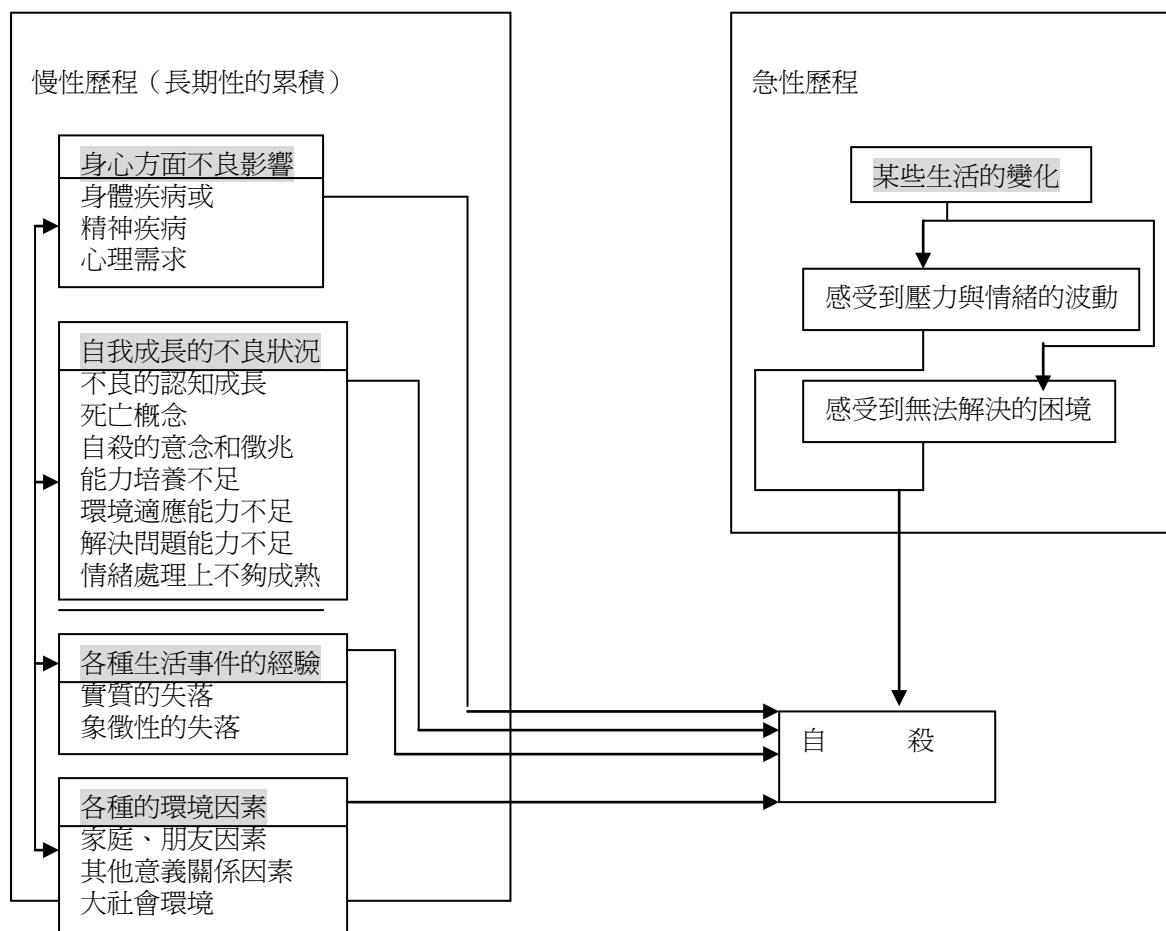 慢性歷程（長期性的累積）
身心方面不良影響
身體疾病或
精神疾病
心理需求
自我成長的不良狀況
不良的認知成長
死亡概念
自殺的意念和徵兆
能力培養不足
環境適應能力不足
解決問題能力不足
情緒處理上不夠成熟
各種生活事件的經驗
實質的失落
象徵性的失落
各種的環境因素
家庭、朋友因素
其他意義關係因素
大社會環境
急性歷程
某些生活的變化
感受到壓力與情緒的波動
感受到無法解決的困境
自　　殺